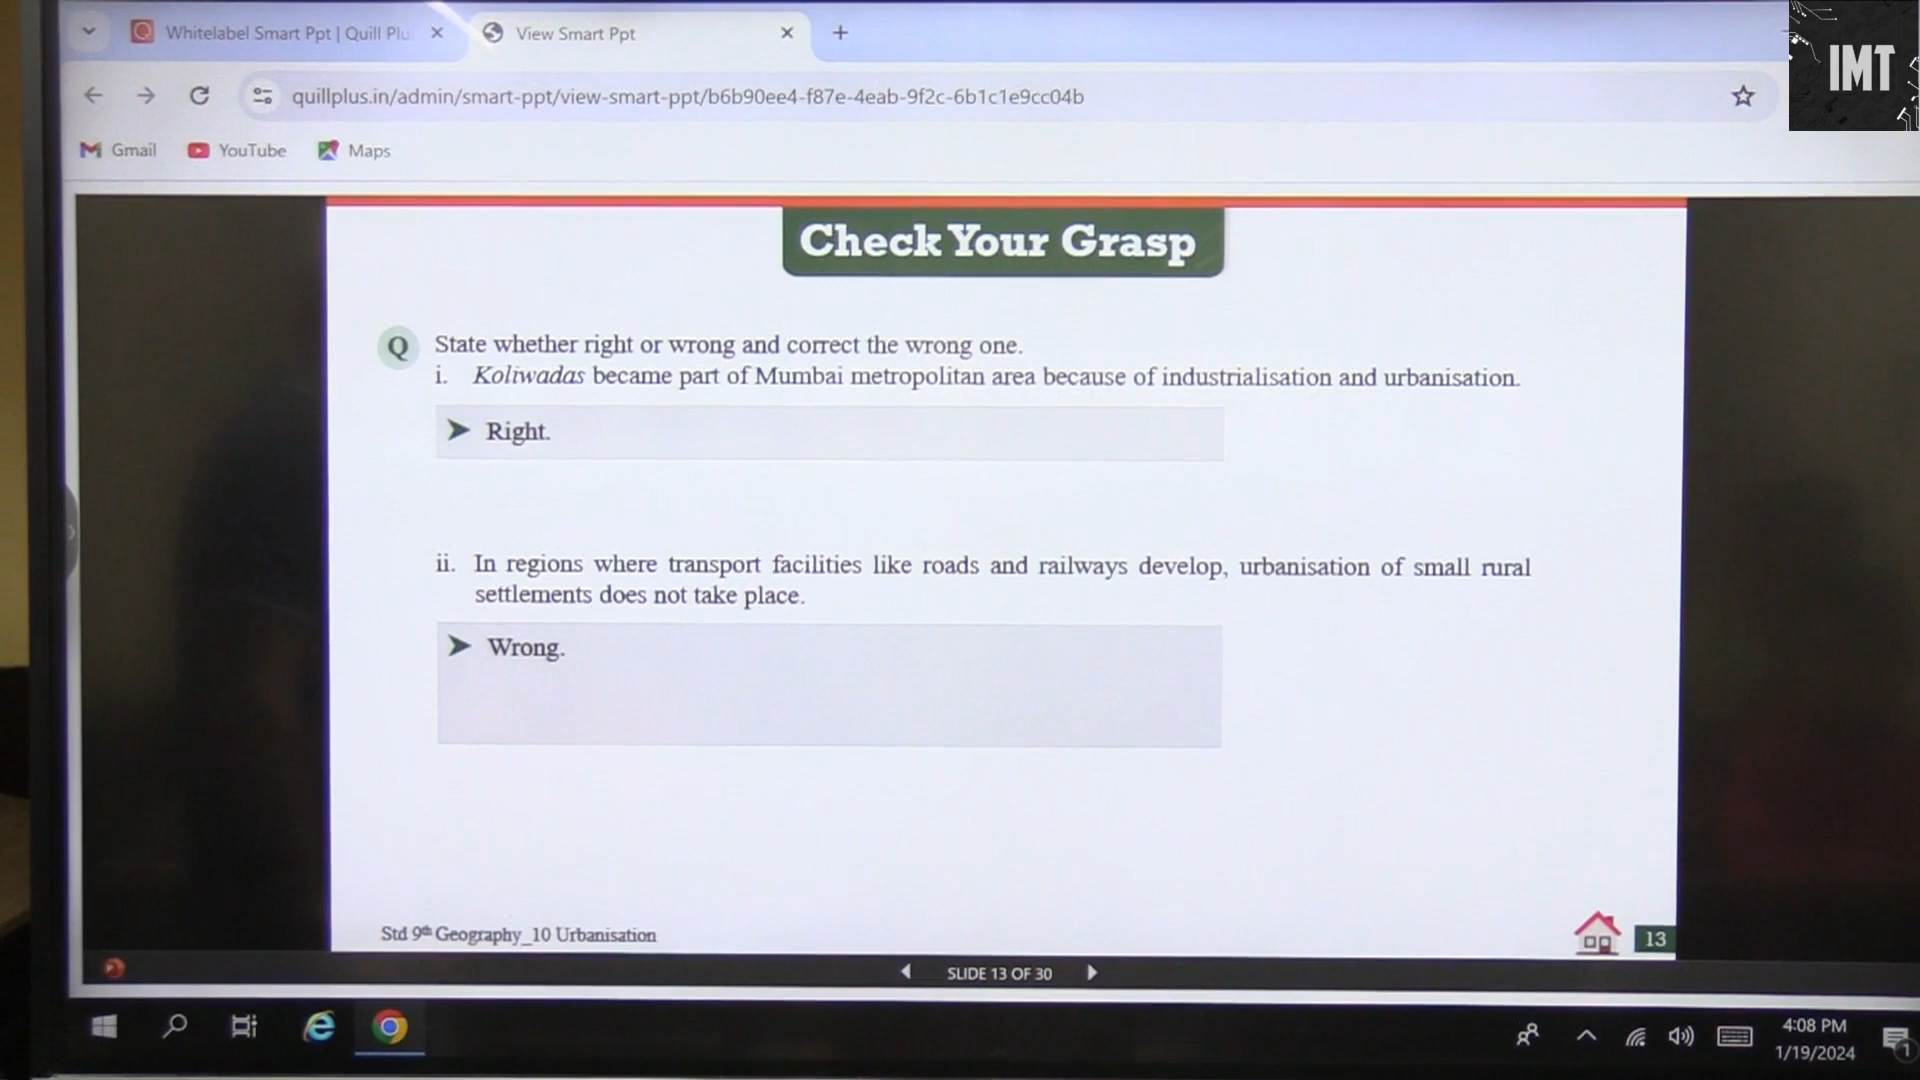 Whitelabel Smart Ppt | Quill Plu
View Smart Ppt
IMT
quillplus.in/admin/smart-ppt/view-smart-ppt/b6b90ee4-f87e-4eab-9f2c-6b1c1e9cc04b
Gmail YouTube Maps
Check Your Grasp
Q State whether right or wrong and correct the wrong one.
i. Koliwadas became part of Mumbai metropolitan area because of industrialisation and urbanisation.
➤ Right.
ii. In regions where transport facilities like roads and railways develop, urbanisation of small rural
settlements does not take place.
➤ Wrong.
Std 9th Geography_10 Urbanisation
13
SLIDE 13 OF 30
4:08 PM
1/19/2024
1